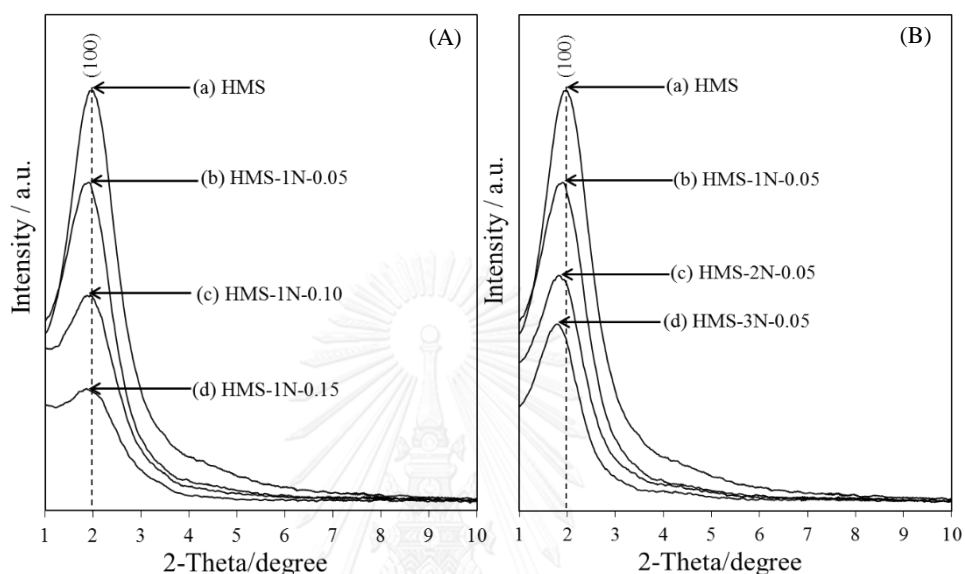 (A)
(100)
(a) HMS
(b) HMS-1N-0.05
(c) HMS-1N-0.10
(d) HMS-1N-0.15
Intensity / a.u.
1 2 3 4 5 6 7 8 9 10
2-Theta/degree
(B)
(100)
(a) HMS
(b) HMS-1N-0.05
(c) HMS-2N-0.05
(d) HMS-3N-0.05
Intensity / a.u.
1 2 3 4 5 6 7 8 9 10
2-Theta/degree